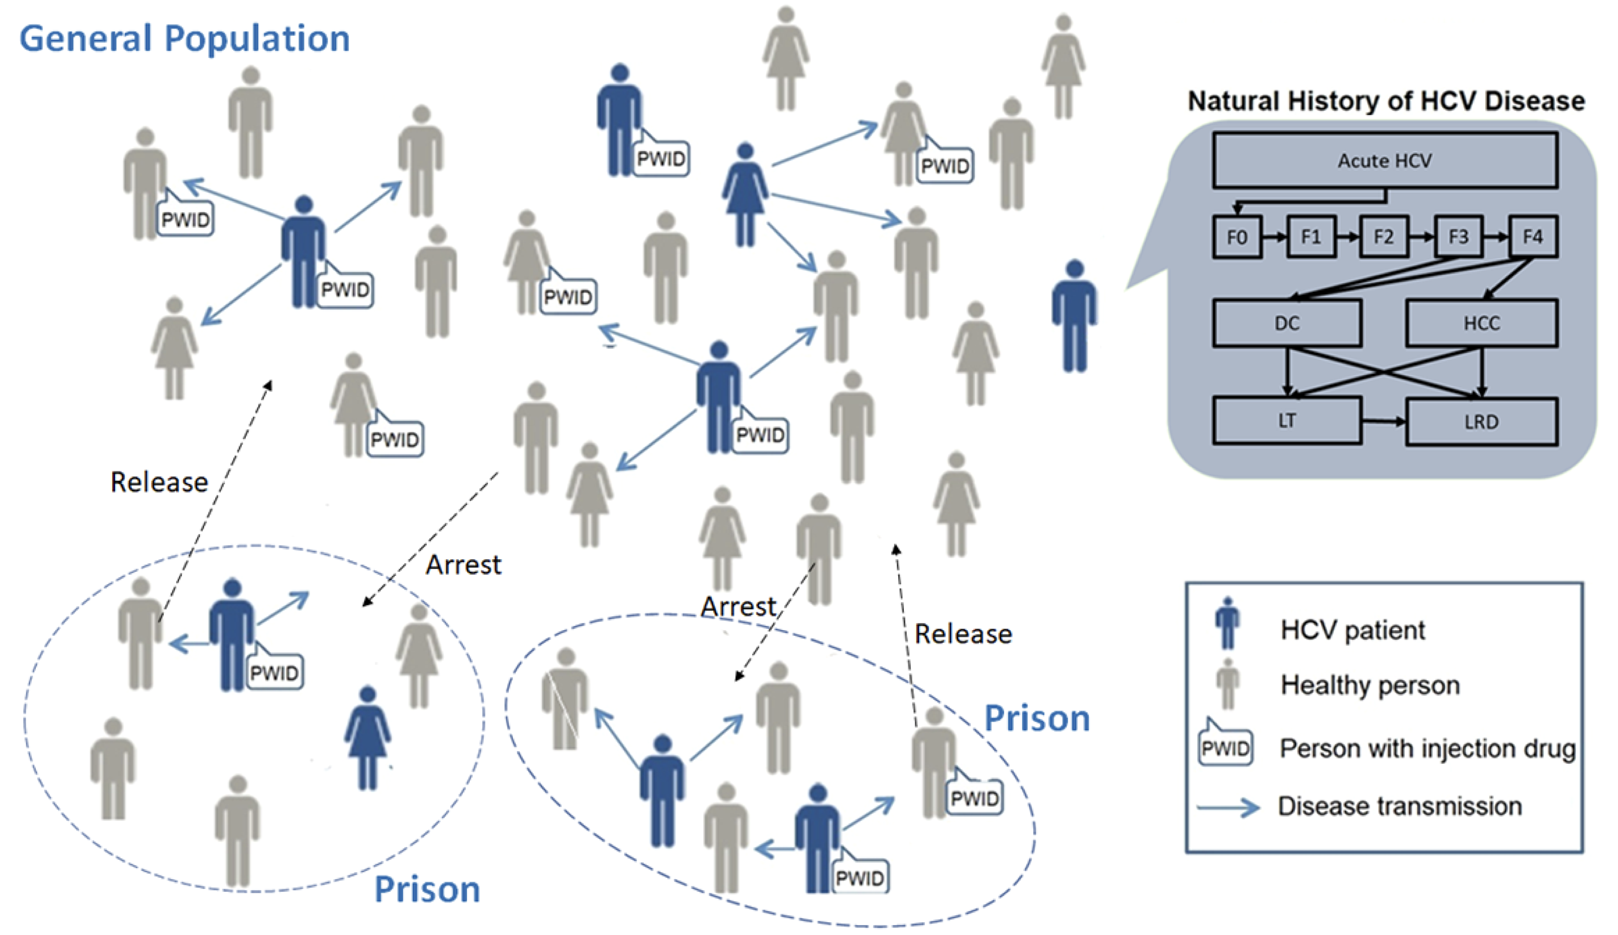 General Population
Natural History of HCV Disease
PWID
PWID
Acute HCV
PWID
F0
F1
F2
F3
F4
PWID
PWID
DC
HCC
PWID
PWID
LT
LRD
PWID
Release
Arrest
Arrest
Release
PWID
Prison
PWID
PWID
Prison
HCV patient
Healthy person
PWID
Person with injection drug
Disease transmission